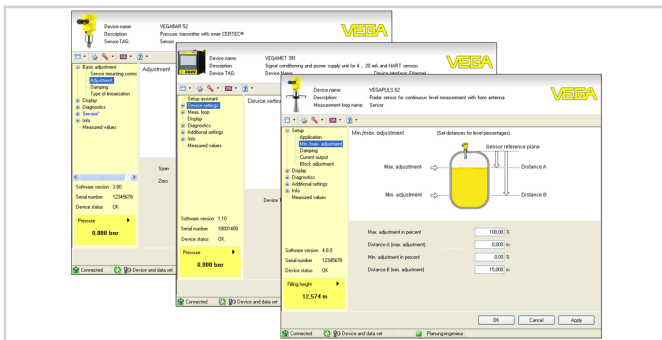 Device name: VEGABAR 52
Description: Pressure transmitter with inner CERTEC®
Sensor TAG: Sensor
VEGA
Basic adjustment
Adjustment
Damping
Type of linearization
Display
Diagnostics
Service"
Info
Measured values
Adjustment
Span
Zero
Software version 3.80
Serial number 12345678
Device status OK
Pressure
0,000 bar
Connected Device and data set
Device name: VEGAMET 391
Description: Signal conditioning and power supply unit for 4 .. 20 mA and HART sensors
Device TAG: Device Name
Device interface: Ethernet
VEGA
Setup assistant
Device settings
Meas. loop
Display
Diagnostics
Additional settings
Info
Measured values
Software version 1.10
Serial number 10001400
Device status OK
Pressure
0,000 bar
Connected Device and data set
Device name: VEGAPULS 62
Description: Radar sensor for continuous level measurement with horn antenna
Measurement loop name: Sensor
VEGA
Setup
Application
Min./max. adjustment
Damping
Current output
Block adjustment
Display
Diagnostics
Additional settings
Info
Measured values
Min./max. adjustment (Set distances for level percentages)
Sensor reference plane
Max. adjustment
Distance A
Min. adjustment
Distance B
Max. adjustment in percent 100,00 %
Distance A (max. adjustment) 0,000 m
Min. adjustment in percent 0,00 %
Distance B (min. adjustment) 15,000 m
Software version 4.0.0
Serial number 12345678
Device status OK
Filling height
12,574 m
OK Cancel Apply
Connected Device and data set Planungsingenieur: